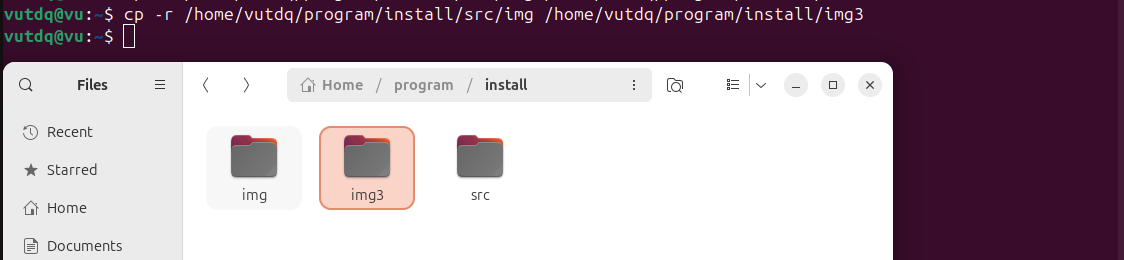 vutdq@vu:~$ cp -r /home/vutdq/program/install/src/img /home/vutdq/program/install/img3
vutdq@vu:~$
Files
Home / program / install
Recent
Starred
Home
Documents
img
img3
src